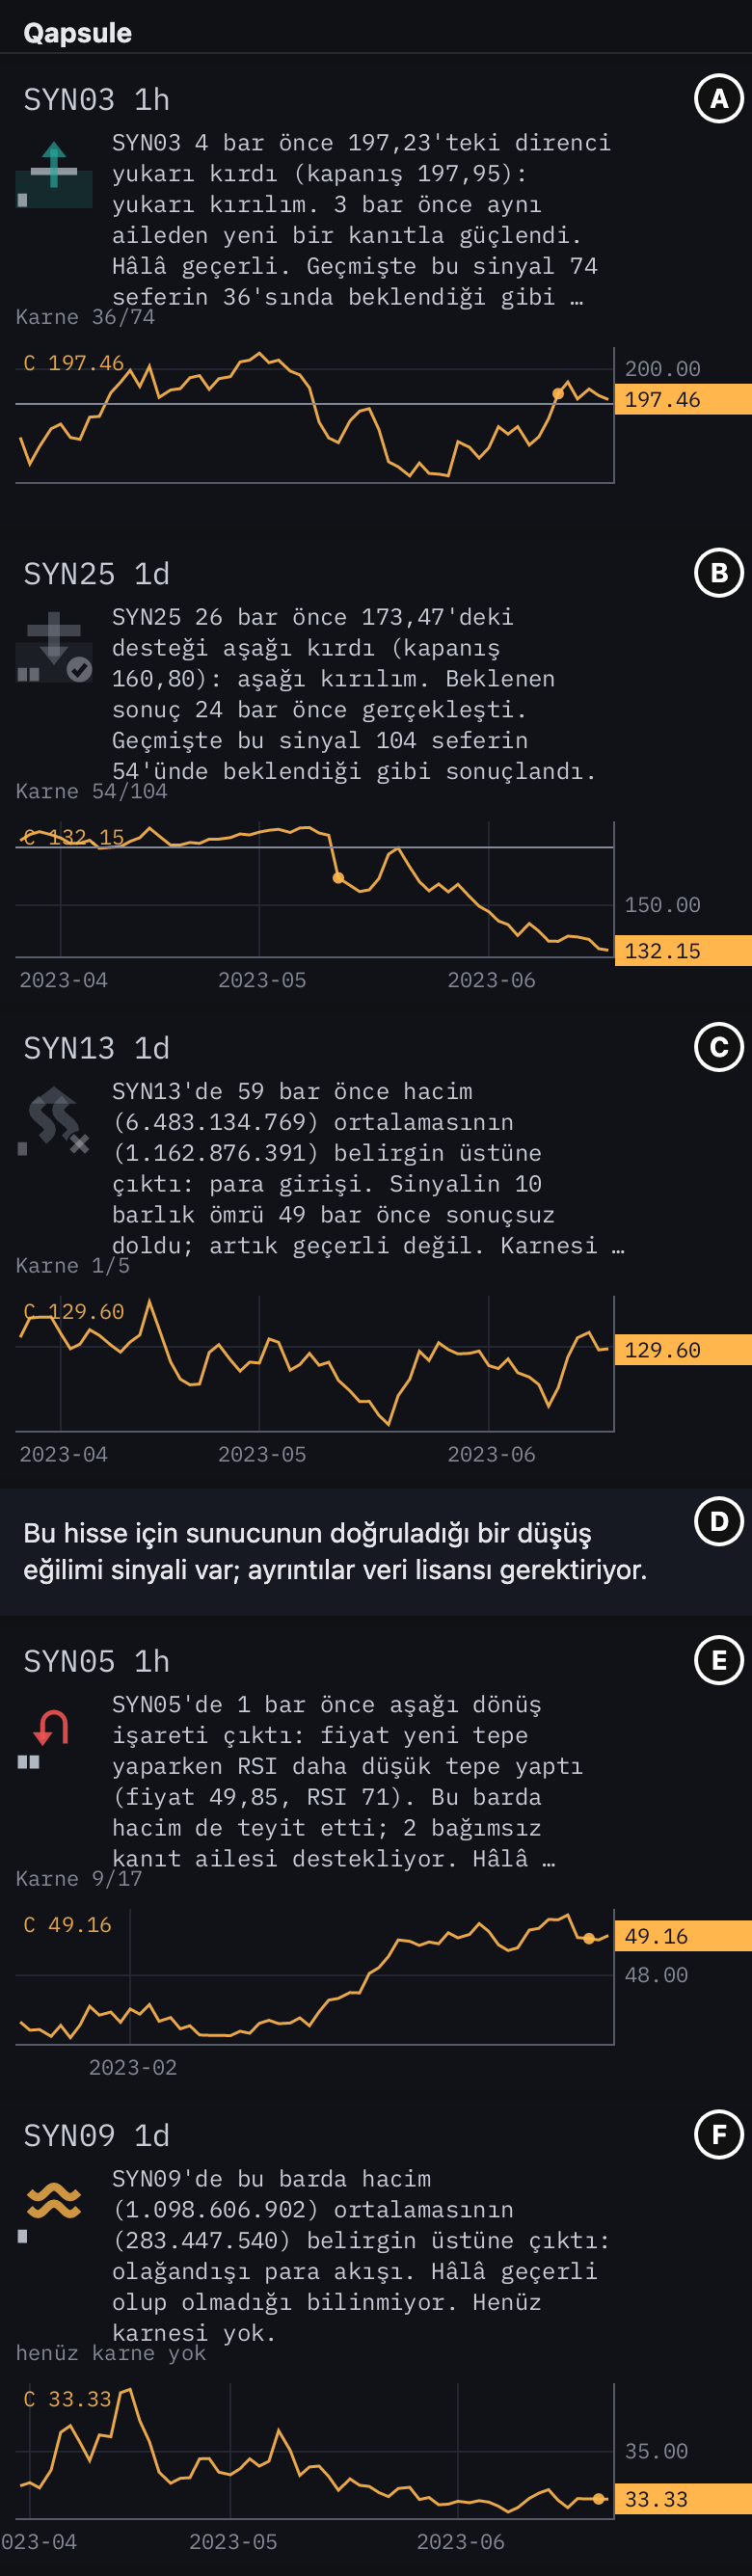 Qapsule
SYN03 1h
A
SYN03 4 bar önce 197,23'teki direnci
yukarı kırdı (kapanış 197,95):
yukarı kırılım. 3 bar önce aynı
aileden yeni bir kanıtla güçlendi.
Hâlâ geçerli. Geçmişte bu sinyal 74
seferin 36'sında beklendiği gibi …
Karne 36/74
C 197.46
200.00
197.46
SYN25 1d
B
SYN25 26 bar önce 173,47'deki
desteği aşağı kırdı (kapanış
160,80): aşağı kırılım. Beklenen
sonuç 24 bar önce gerçekleşti.
Geçmişte bu sinyal 104 seferin
54'ünde beklendiği gibi sonuçlandı.
Karne 54/104
C 132.15
150.00
132.15
2023-04 2023-05 2023-06
SYN13 1d
C
SYN13'de 59 bar önce hacim
(6.483.134.769) ortalamasının
(1.162.876.391) belirgin üstüne
çıktı: para girişi. Sinyalin 10
barlık ömrü 49 bar önce sonuçsuz
doldu; artık geçerli değil. Karnesi …
Karne 1/5
C 129.60
129.60
2023-04 2023-05 2023-06
D
Bu hisse için sunucunun doğruladığı bir düşüş
eğilimi sinyali var; ayrıntılar veri lisansı gerektiriyor.
SYN05 1h
E
SYN05'de 1 bar önce aşağı dönüş
işareti çıktı: fiyat yeni tepe
yaparken RSI daha düşük tepe yaptı
(fiyat 49,85, RSI 71). Bu barda
hacim de teyit etti; 2 bağımsız
kanıt ailesi destekliyor. Hâlâ …
Karne 9/17
C 49.16
49.16
48.00
2023-02
SYN09 1d
F
SYN09'de bu barda hacim
(1.098.606.902) ortalamasının
(283.447.540) belirgin üstüne çıktı:
olağandışı para akışı. Hâlâ geçerli
olup olmadığı bilinmiyor. Henüz
karnesi yok.
henüz karne yok
C 33.33
35.00
33.33
023-04 2023-05 2023-06